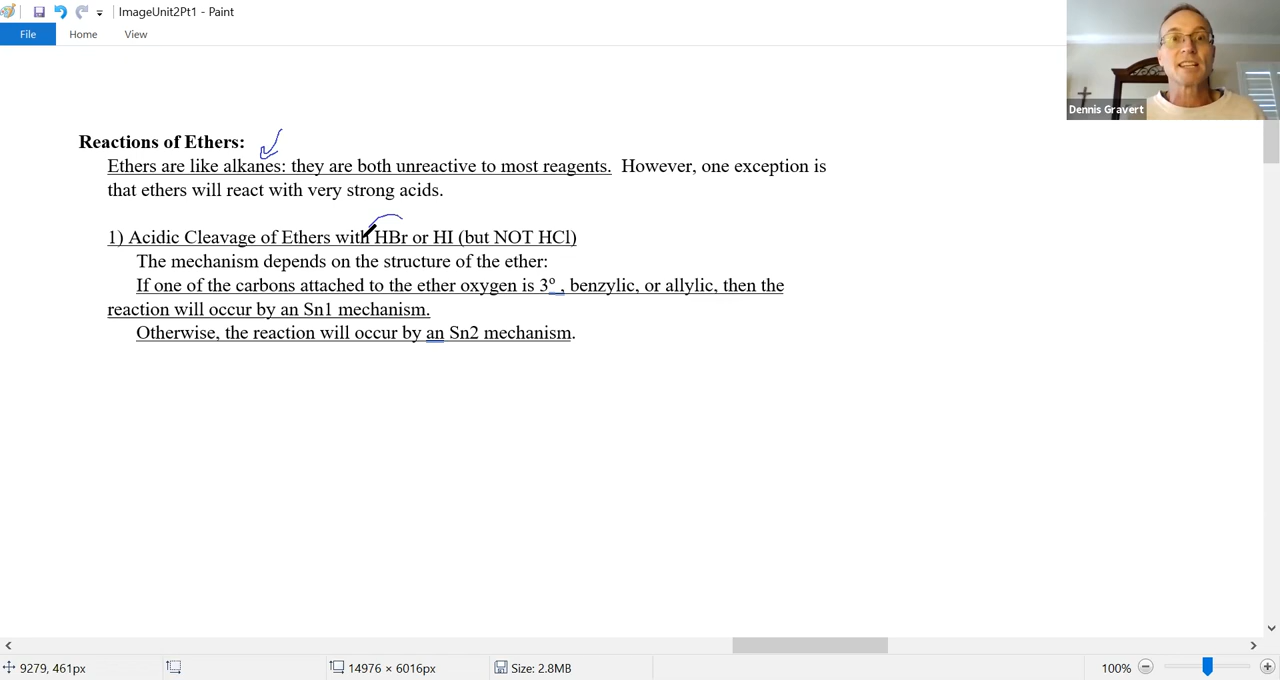 ImageUnit2Pt1 - Paint
File Home View
Dennis Gravert
Reactions of Ethers:
Ethers are like alkanes: they are both unreactive to most reagents. However, one exception is
that ethers will react with very strong acids.
1) Acidic Cleavage of Ethers with HBr or HI (but NOT HCl)
The mechanism depends on the structure of the ether:
If one of the carbons attached to the ether oxygen is 3º , benzylic, or allylic, then the
reaction will occur by an Sn1 mechanism.
Otherwise, the reaction will occur by an Sn2 mechanism.
9279, 461px 14976 × 6016px Size: 2.8MB 100%